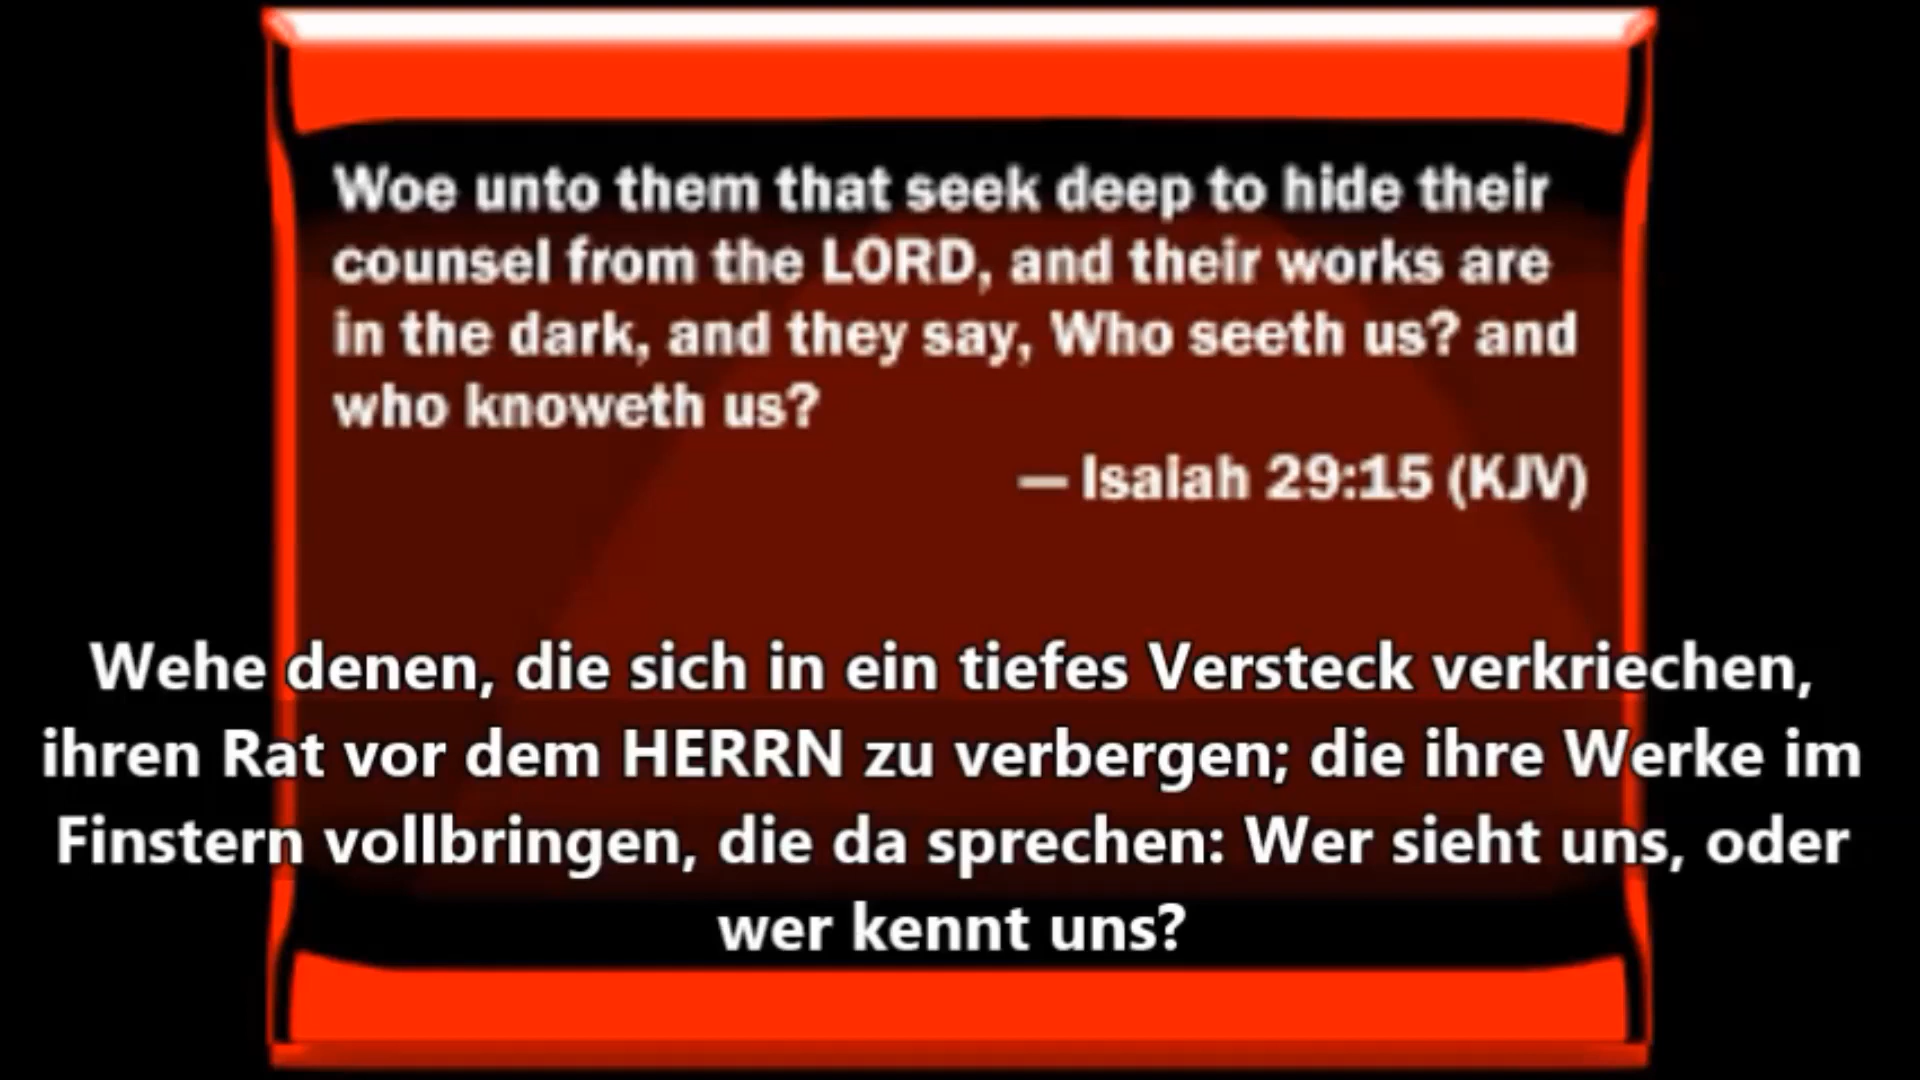 Woe unto them that seek deep to hide their
counsel from the LORD, and their works are
in the dark, and they say, Who seeth us? and
who knoweth us?
— Isaiah 29:15 (KJV)
Wehe denen, die sich in ein tiefes Versteck verkriechen,
ihren Rat vor dem HERRN zu verbergen; die ihre Werke im
Finstern vollbringen, die da sprechen: Wer sieht uns, oder
wer kennt uns?